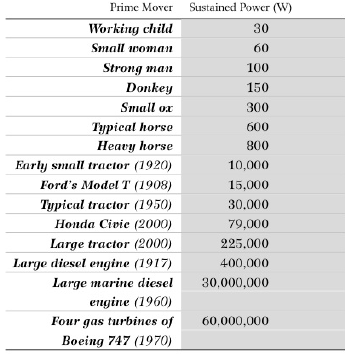 Prime Mover Sustained Power (W)
Working child 30
Small woman 60
Strong man 100
Donkey 150
Small ox 300
Typical horse 600
Heavy horse 800
Early small tractor (1920) 10,000
Ford's Model T (1908) 15,000
Typical tractor (1950) 30,000
Honda Civic (2000) 79,000
Large tractor (2000) 225,000
Large diesel engine (1917) 400,000
Large marine diesel 30,000,000
engine (1960)
Four gas turbines of 60,000,000
Boeing 747 (1970)